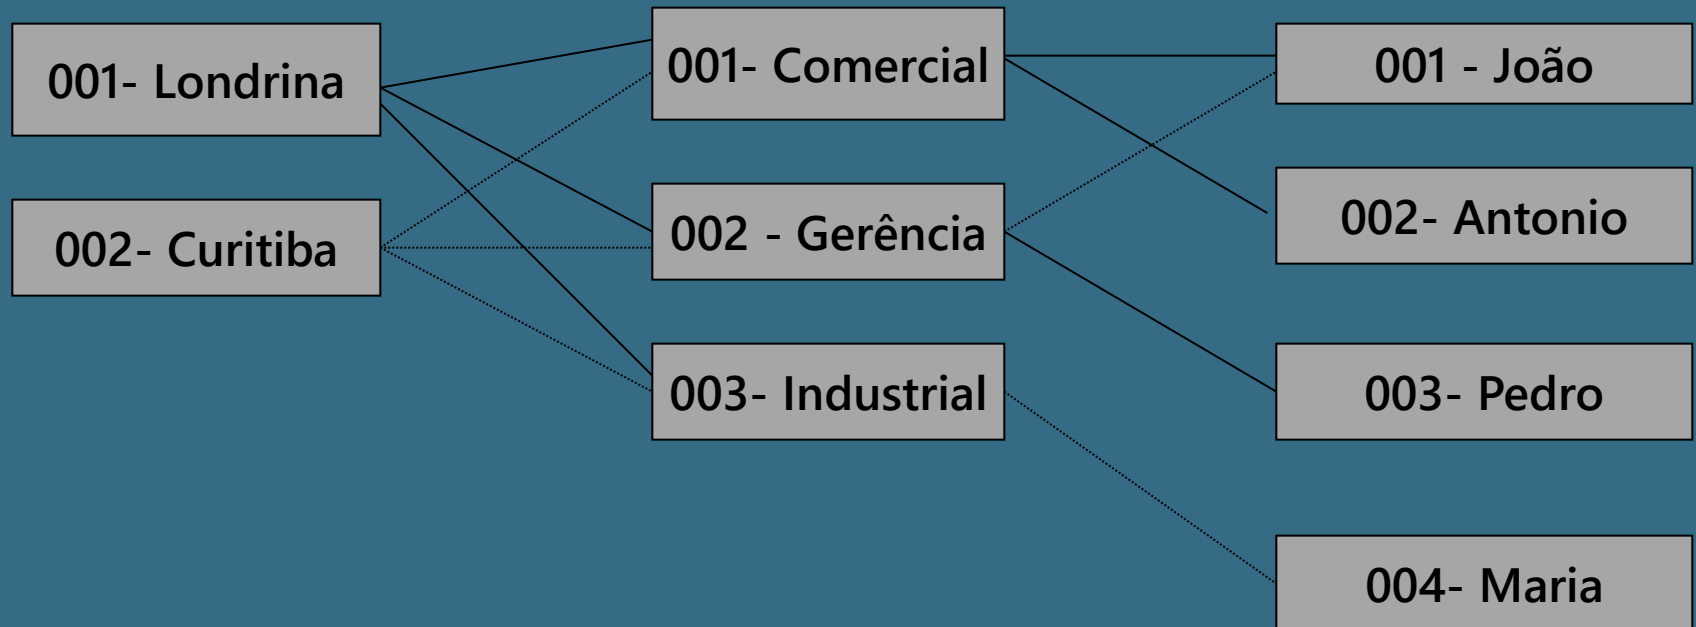 001- Londrina
002- Curitiba
001- Comercial
002 - Gerência
003- Industrial
001 - João
002- Antonio
003- Pedro
004- Maria